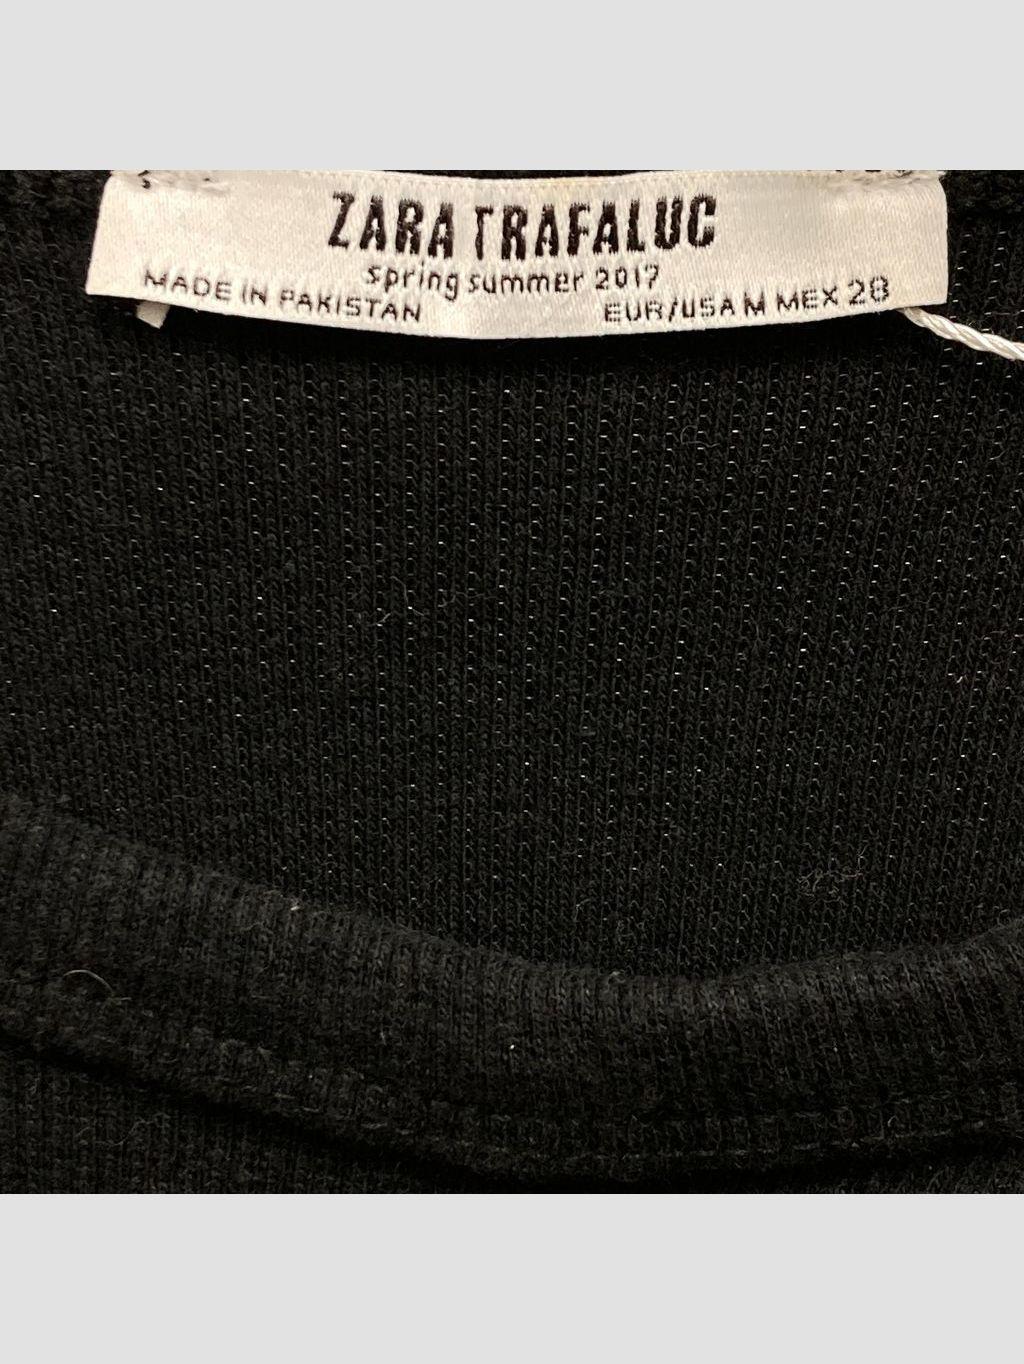 ZARA TRAFALUC
spring summer 2017
MADE IN PAKISTAN
EUR/USA M MEX 28